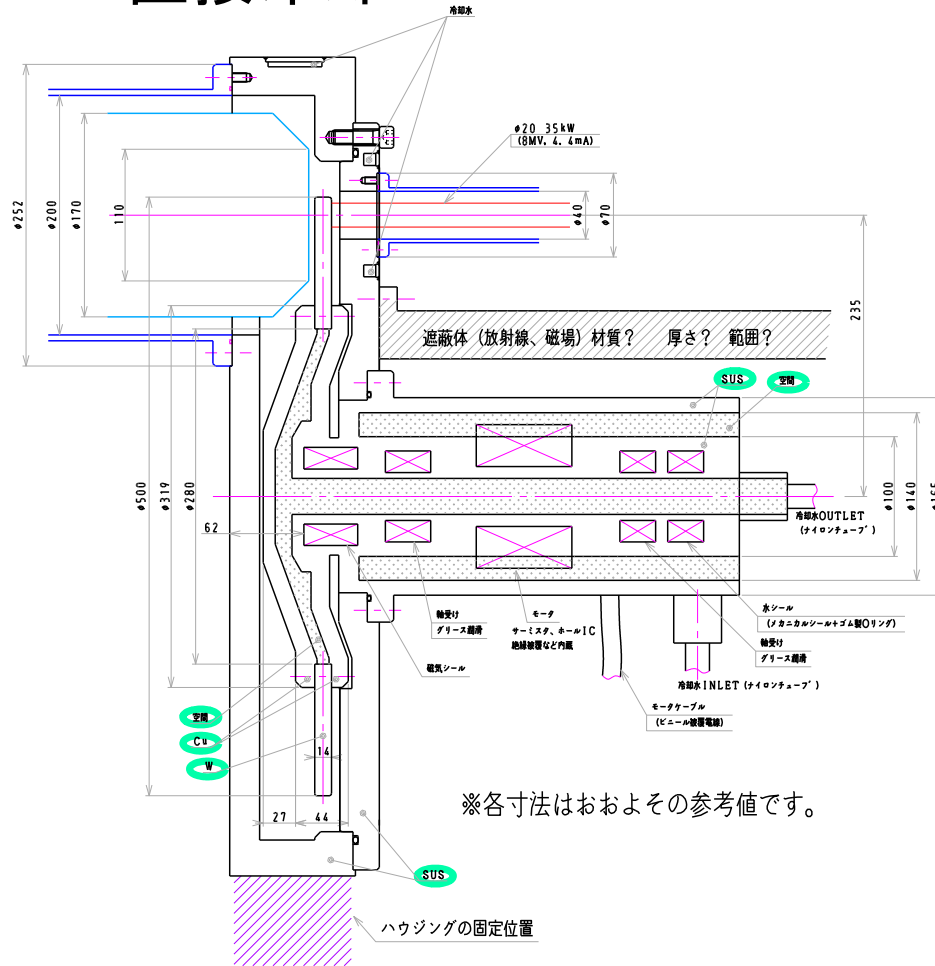 冷却水
φ20 35kW
(8MV, 4. 4mA)
φ252
φ200
φ170
110
φ40
φ70
235
遮蔽体 (放射線、磁場) 材質? 厚さ? 範囲?
SUS
空間
φ500
φ319
φ280
62
φ100
φ140
冷却水OUTLET
(ナイロンチューブ)
軸受け
グリース潤滑
モータ
サーミスタ、ホールIC
絶縁被覆など内蔵
水シール
(メカニカルシール+ゴム製Oリング)
軸受け
グリース潤滑
磁気シール
冷却水INLET (ナイロンチューブ)
モータケーブル
(ビニール被覆電線)
空間
Cu
W
14
27
44
※各寸法はおおよその参考値です。
SUS
ハウジングの固定位置